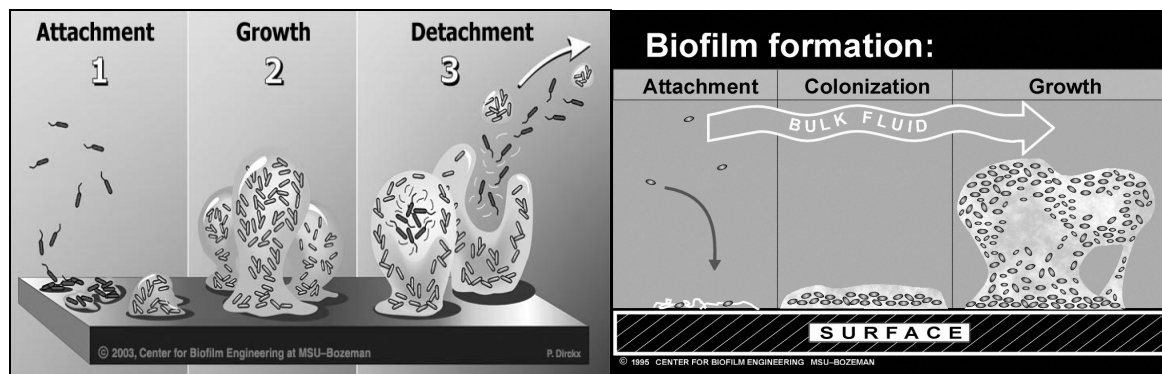 Attachment
1
Growth
2
Detachment
3
© 2003, Center for Biofilm Engineering at MSU–Bozeman
P. Dirckx
Biofilm formation:
Attachment
Colonization
Growth
BULK FLUID
SURFACE
© 1995 CENTER FOR BIOFILM ENGINEERING MSU–BOZEMAN